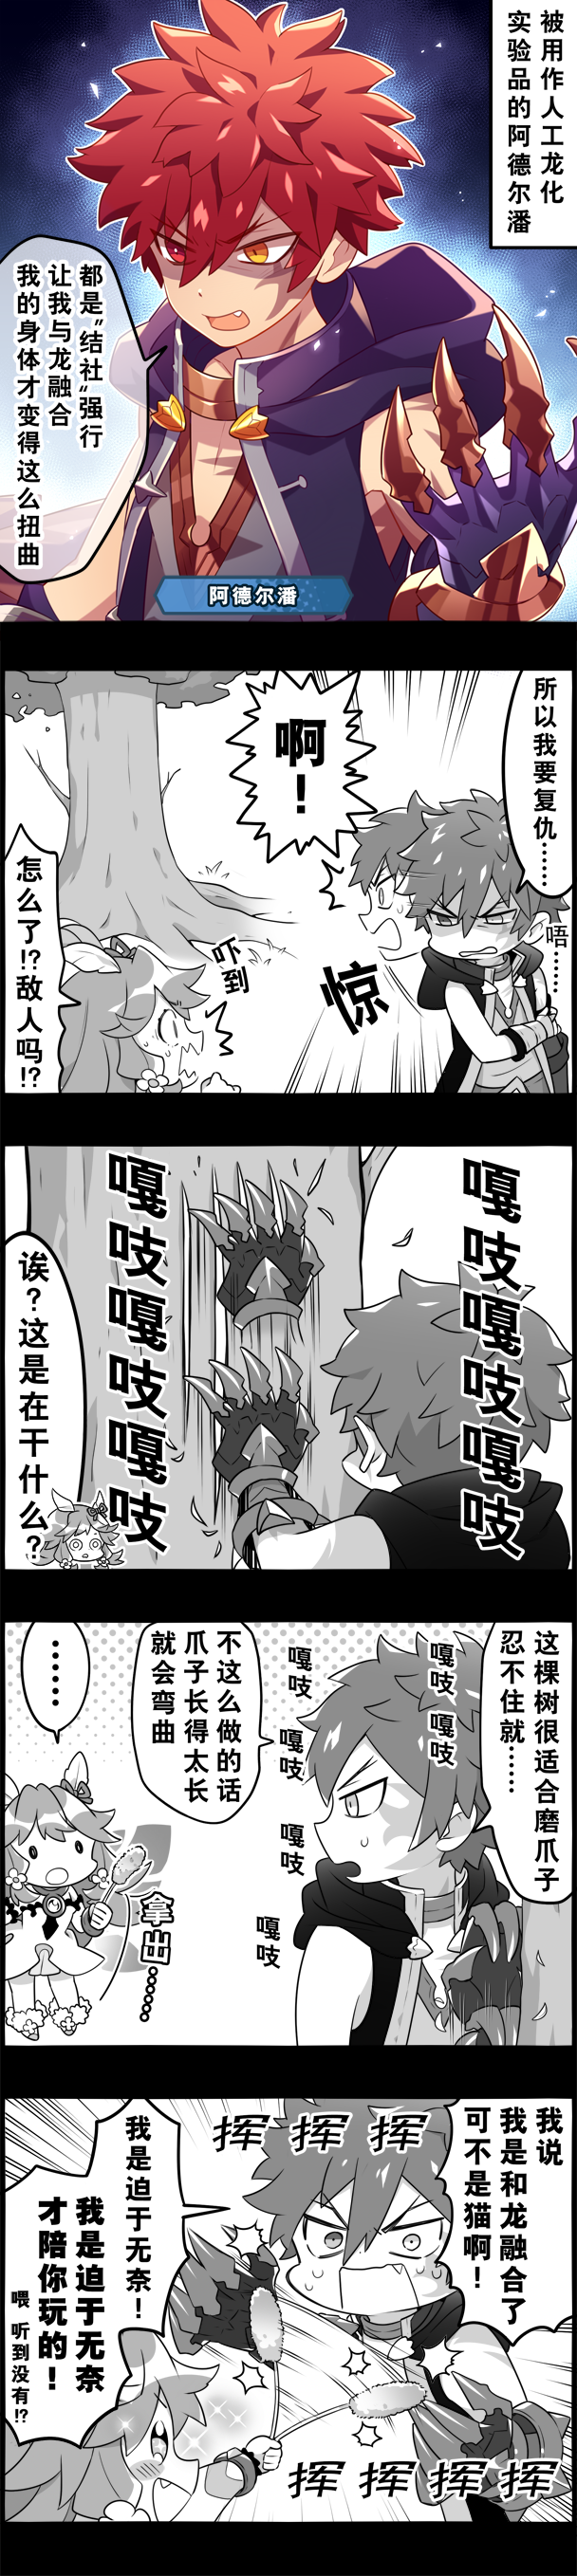 被用作人工龙化
实验品的阿德尔潘
都是“结社”强行
让我与龙融合
我的身体才变得这么扭曲
阿德尔潘
所以我要复仇……
唔……
啊！
惊
吓到
怎么了!?敌人吗!?
嘎吱嘎吱嘎吱
嘎吱嘎吱嘎吱
诶？这是在干什么？
这棵树很适合磨爪子
忍不住就……
嘎吱
嘎吱
嘎吱
嘎吱
嘎吱
嘎吱
不这么做的话
爪子长得太长
就会弯曲
……
拿出……
我说
我是和龙融合了
可不是猫啊！
挥挥挥
我是迫于无奈！
我是迫于无奈
才陪你玩的！
喂 听到没有!?
挥挥挥挥